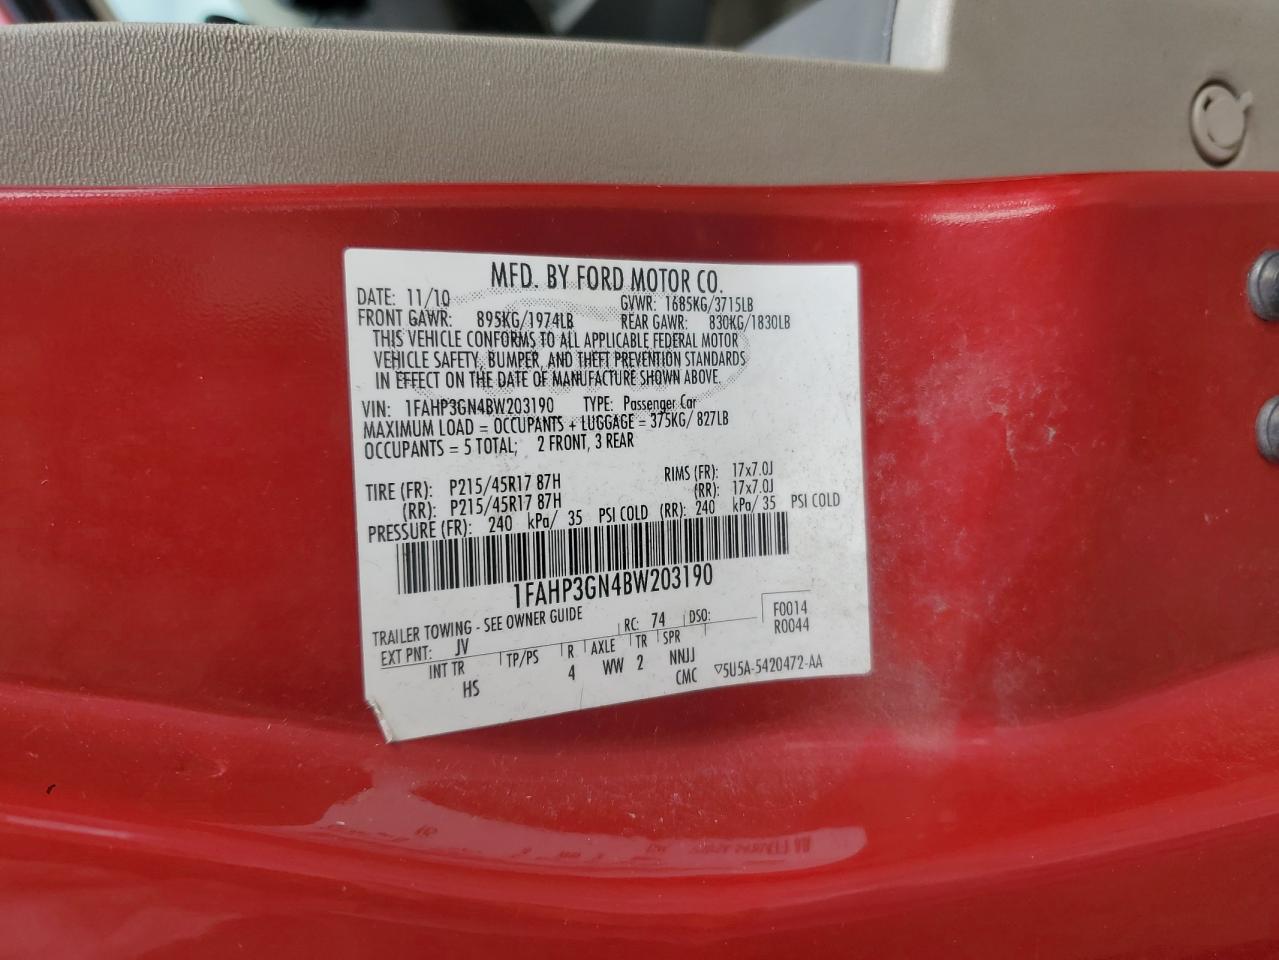 MFD. BY FORD MOTOR CO.
DATE: 11/10 GVWR: 1685KG/3715LB
FRONT GAWR: 895KG/1974LB REAR GAWR: 830KG/1830LB
THIS VEHICLE CONFORMS TO ALL APPLICABLE FEDERAL MOTOR
VEHICLE SAFETY, BUMPER, AND THEFT PREVENTION STANDARDS
IN EFFECT ON THE DATE OF MANUFACTURE SHOWN ABOVE.
VIN: 1FAHP3GN4BW203190 TYPE: Passenger Car
MAXIMUM LOAD = OCCUPANTS + LUGGAGE = 375KG/ 827LB
OCCUPANTS = 5 TOTAL; 2 FRONT, 3 REAR
TIRE (FR): P215/45R17 87H RIMS (FR): 17x7.0J
(RR): P215/45R17 87H (RR): 17x7.0J
PRESSURE (FR): 240 kPa/ 35 PSI COLD (RR): 240 kPa/ 35 PSI COLD
1FAHP3GN4BW203190
TRAILER TOWING - SEE OWNER GUIDE
F0014
EXT PNT: JV RC: 74 DSO: R0044
INT TR TP/PS R AXLE TR SPR
HS 4 WW 2 NNJJ
CMC ▽5U5A-5420472-AA